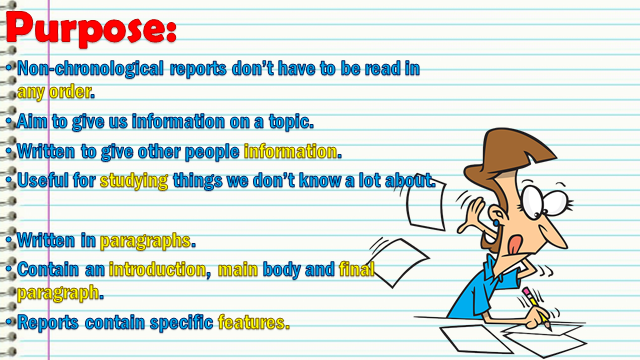 Purpose:
• Non-chronological reports don't have to be read in
any order.
• Aim to give us information on a topic.
• Written to give other people information.
• Useful for studying things we don't know a lot about.
• Written in paragraphs.
• Contain an introduction, main body and final
paragraph.
• Reports contain specific features.